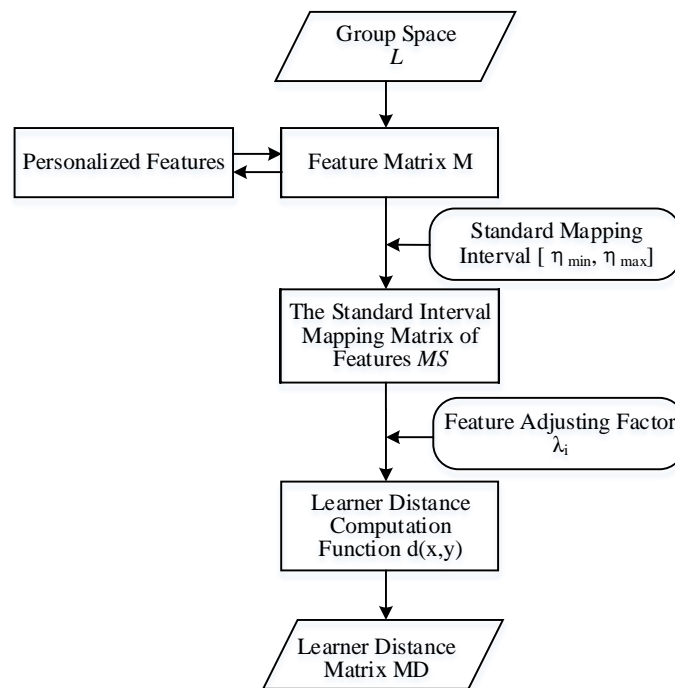 Group Space
L
Personalized Features
Feature Matrix M
Standard Mapping
Interval [ η min, η max]
The Standard Interval
Mapping Matrix of
Features MS
Feature Adjusting Factor
λi
Learner Distance
Computation
Function d(x,y)
Learner Distance
Matrix MD